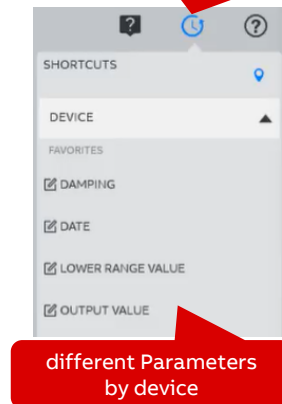 ?
?
SHORTCUTS
DEVICE
FAVORITES
DAMPING
DATE
LOWER RANGE VALUE
OUTPUT VALUE
different Parameters
by device